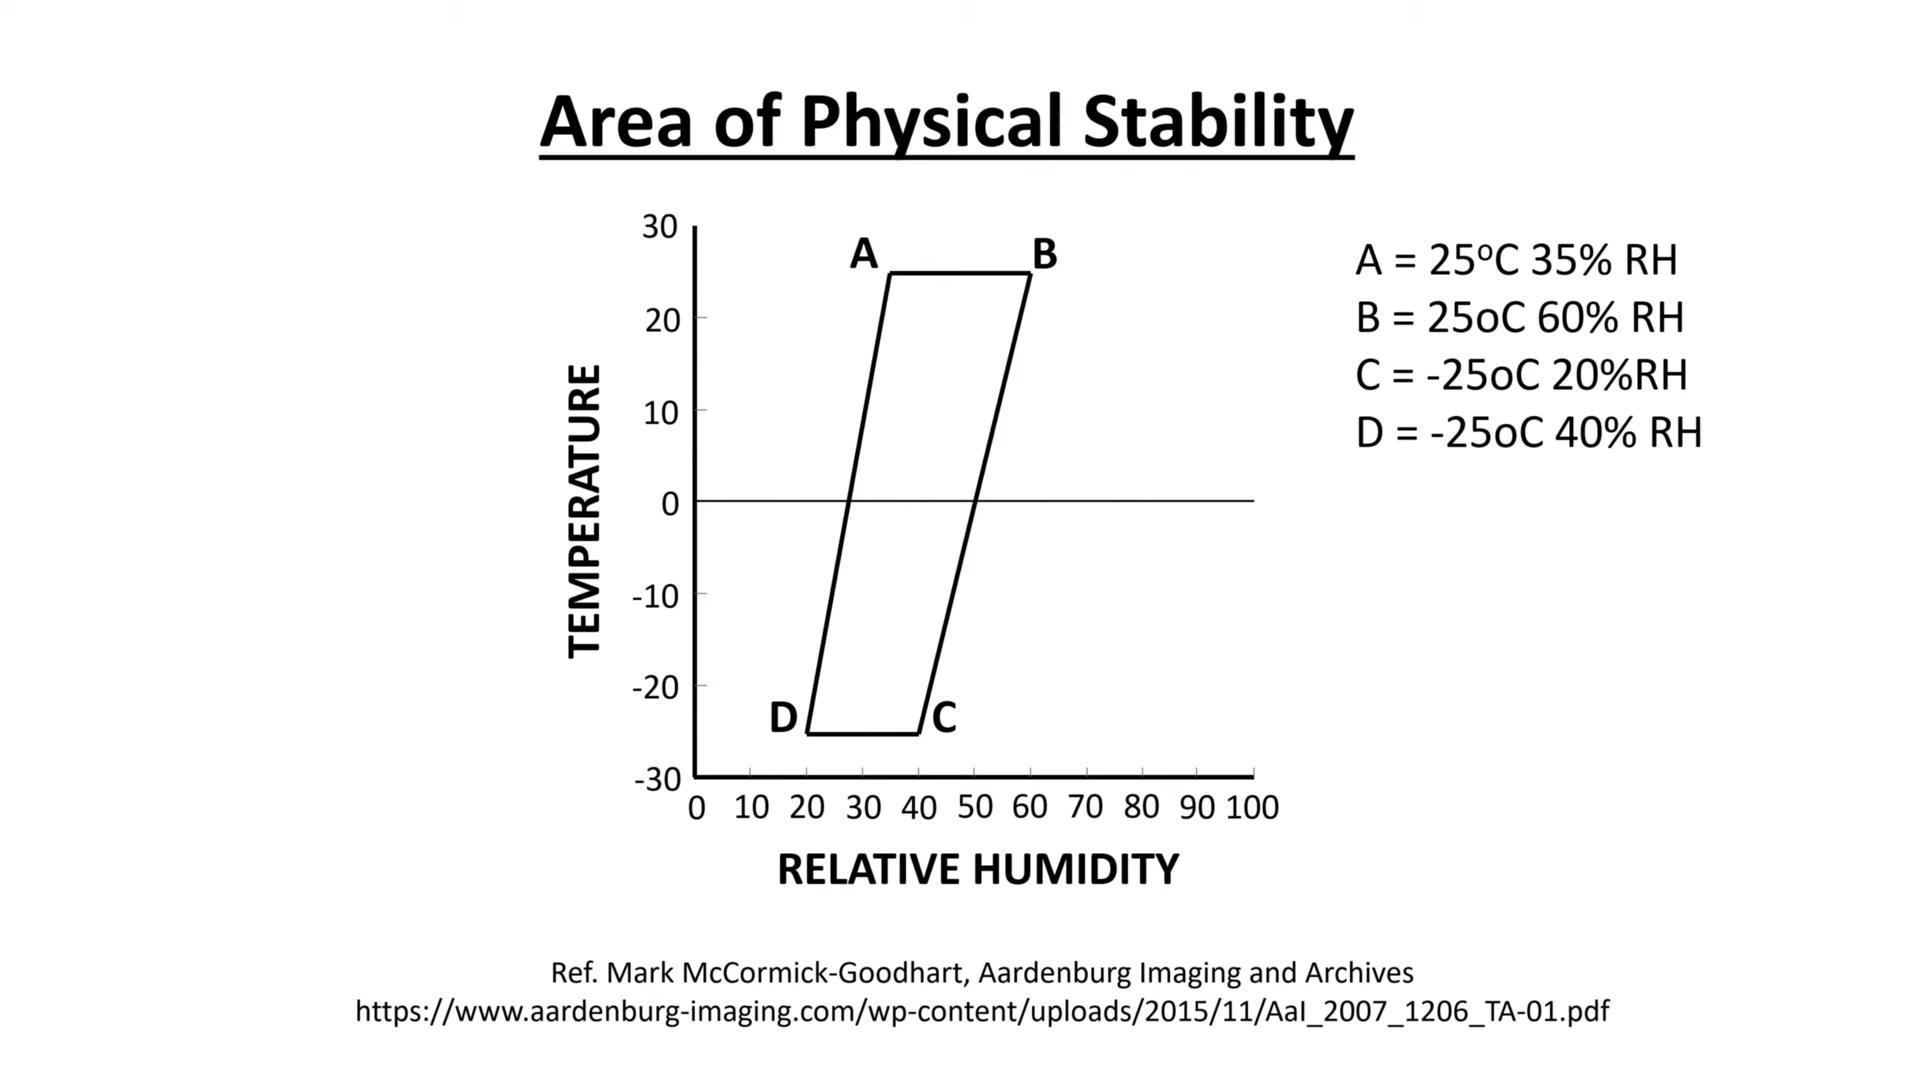 Area of Physical Stability
30
20
10
0
-10
-20
-30
TEMPERATURE
A
B
D
C
0 10 20 30 40 50 60 70 80 90 100
RELATIVE HUMIDITY
A = 25ºC 35% RH
B = 25oC 60% RH
C = -25oC 20%RH
D = -25oC 40% RH
Ref. Mark McCormick-Goodhart, Aardenburg Imaging and Archives
https://www.aardenburg-imaging.com/wp-content/uploads/2015/11/AaI_2007_1206_TA-01.pdf